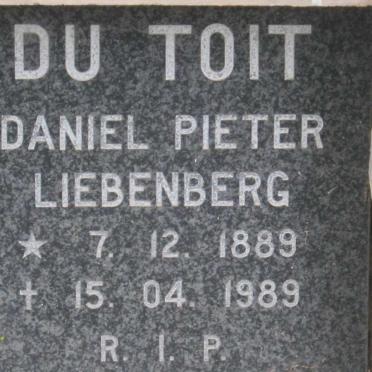 DU TOIT
DANIEL PIETER
LIEBENBERG
★ 7. 12. 1889
† 15. 04. 1989
R. I. P.